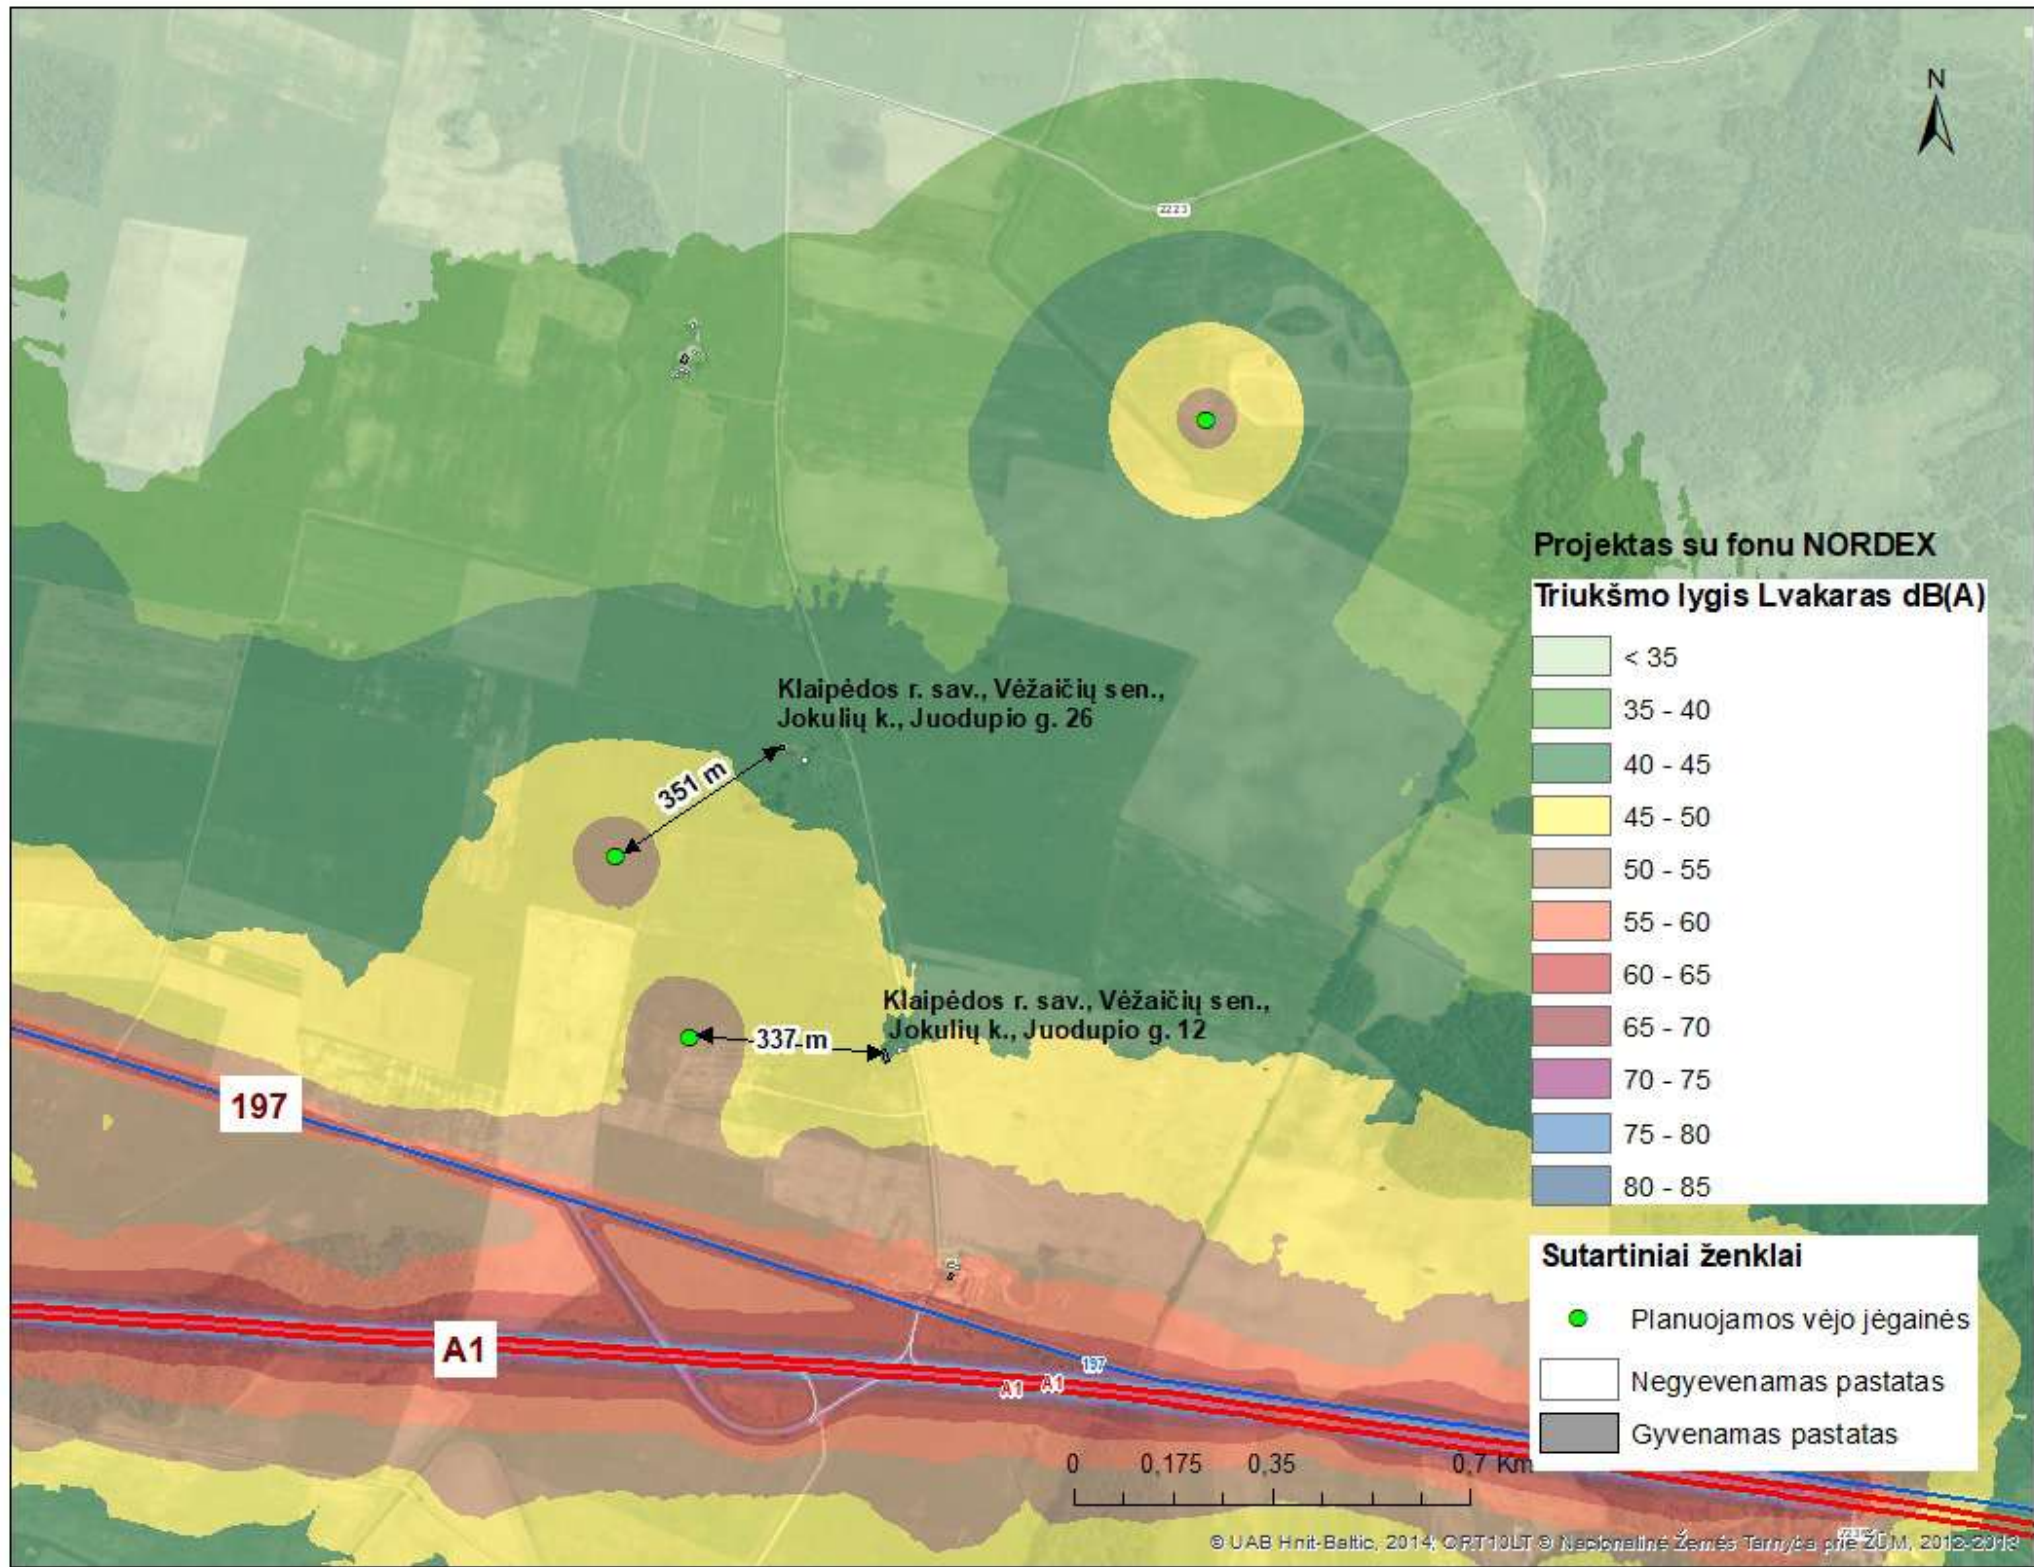 N
2223
Projektas su fonu NORDEX
Triukšmo lygis Lvakaras dB(A)
< 35
35 - 40
40 - 45
45 - 50
50 - 55
55 - 60
60 - 65
65 - 70
70 - 75
75 - 80
80 - 85
Klaipėdos r. sav., Vėžaičių sen.,
Jokulių k., Juodupio g. 26
351 m
Klaipėdos r. sav., Vėžaičių sen.,
Jokulių k., Juodupio g. 12
337 m
197
A1
197
A1 A1
Sutartiniai ženklai
Planuojamos vėjo jėgainės
Negyevenamas pastatas
Gyvenamas pastatas
0 0,175 0,35 0,7 Km
© UAB Hnit-Baltic, 2014; ORT10LT © Nacionalinė Žemės Tarnyba prie ŽŪM, 2012-2013